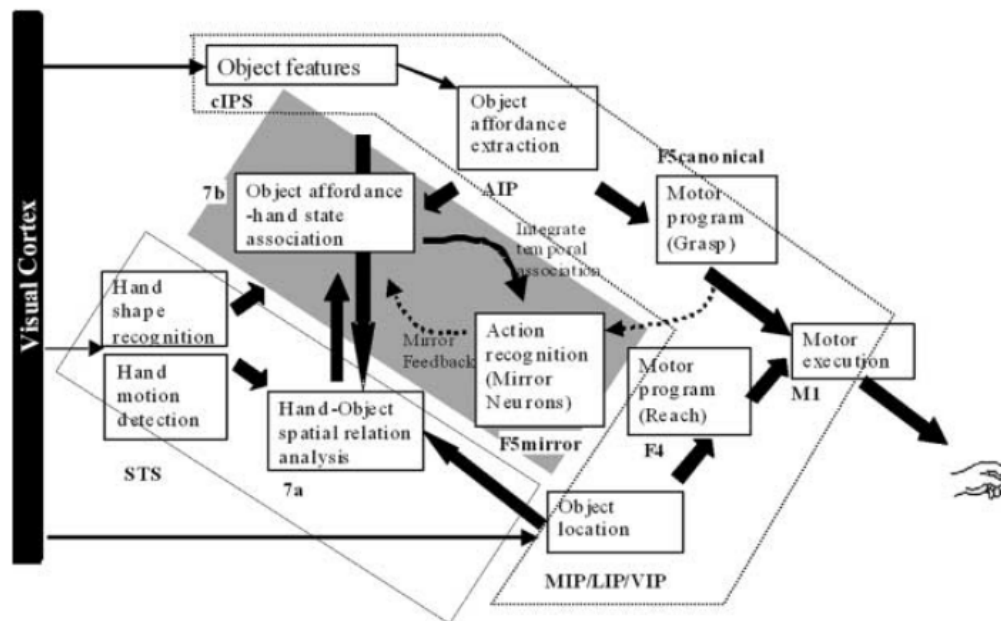 Visual Cortex
Object features
cIPS
Object
affordance
extraction
AIP
F5canonical
Motor
program
(Grasp)
7b
Object affordance
-hand state
association
Integrate
temporal
association
Hand
shape
recognition
Hand
motion
detection
STS
Mirror
Feedback
Action
recognition
(Mirror
Neurons)
F5mirror
Motor
program
(Reach)
F4
Motor
execution
M1
Hand-Object
spatial relation
analysis
7a
Object
location
MIP/LIP/VIP